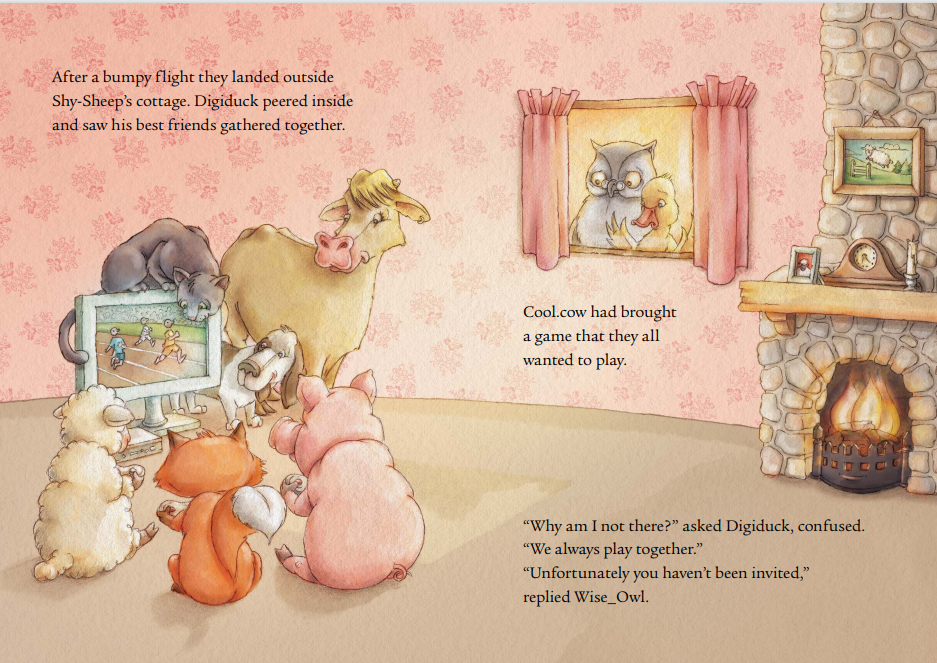 After a bumpy flight they landed outside
Shy-Sheep’s cottage. Digiduck peered inside
and saw his best friends gathered together.
Cool.cow had brought
a game that they all
wanted to play.
“Why am I not there?” asked Digiduck, confused.
“We always play together.”
“Unfortunately you haven’t been invited,”
replied Wise_Owl.